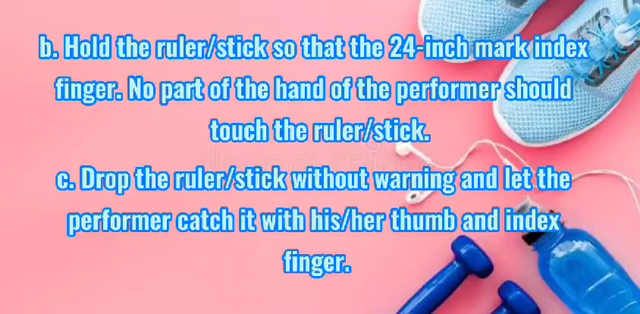 b. Hold the ruler/stick so that the 24-inch mark index
finger. No part of the hand of the performer should
touch the ruler/stick.
c. Drop the ruler/stick without warning and let the
performer catch it with his/her thumb and index
finger.